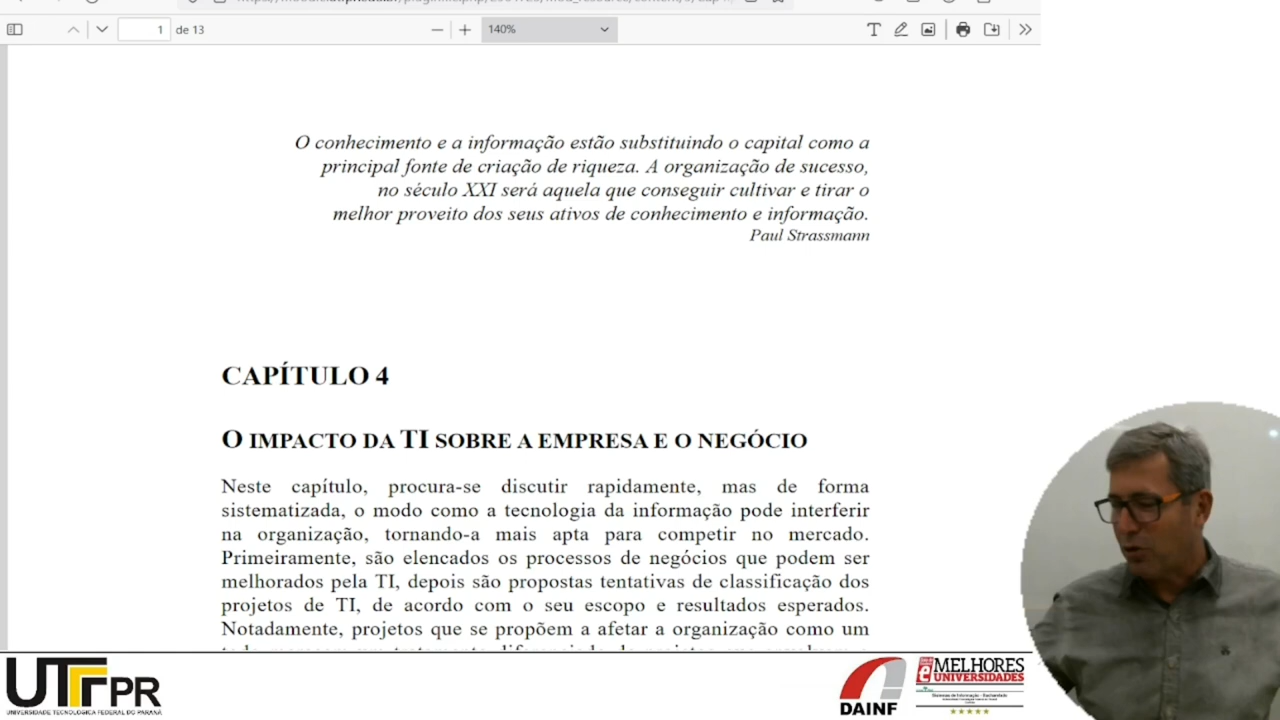 1 de 13
140%
O conhecimento e a informação estão substituindo o capital como a
principal fonte de criação de riqueza. A organização de sucesso,
no século XXI será aquela que conseguir cultivar e tirar o
melhor proveito dos seus ativos de conhecimento e informação.
Paul Strassmann
CAPÍTULO 4
O IMPACTO DA TI SOBRE A EMPRESA E O NEGÓCIO
Neste capítulo, procura-se discutir rapidamente, mas de forma
sistematizada, o modo como a tecnologia da informação pode interferir
na organização, tornando-a mais apta para competir no mercado.
Primeiramente, são elencados os processos de negócios que podem ser
melhorados pela TI, depois são propostas tentativas de classificação dos
projetos de TI, de acordo com o seu escopo e resultados esperados.
Notadamente, projetos que se propõem a afetar a organização como um
UTFPR
UNIVERSIDADE TECNOLÓGICA FEDERAL DO PARANÁ
DAINF
MELHORES
UNIVERSIDADES
Sistemas de Informação - Bacharelado